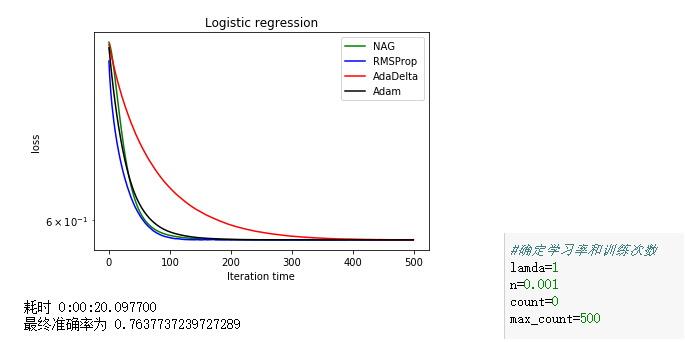 Logistic regression
NAG
RMSProp
AdaDelta
Adam
loss
6 × 10⁻¹
0 100 200 300 400 500
Iteration time
耗时 0:00:20.097700
最终准确率为 0.7637737239727289
#确定学习率和训练次数
lamda=1
n=0.001
count=0
max_count=500